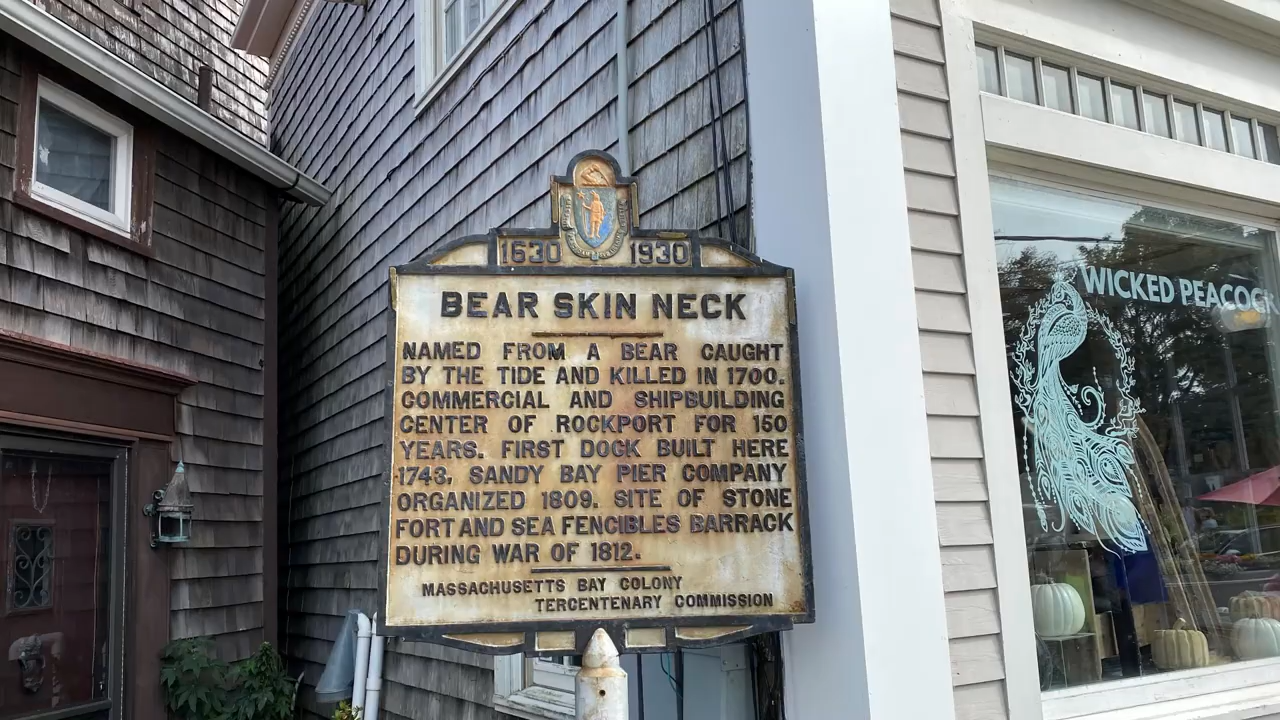 1630 1930
BEAR SKIN NECK
NAMED FROM A BEAR CAUGHT
BY THE TIDE AND KILLED IN 1700.
COMMERCIAL AND SHIPBUILDING
CENTER OF ROCKPORT FOR 150
YEARS. FIRST DOCK BUILT HERE
1743. SANDY BAY PIER COMPANY
ORGANIZED 1809. SITE OF STONE
FORT AND SEA FENCIBLES BARRACK
DURING WAR OF 1812.
MASSACHUSETTS BAY COLONY
TERCENTENARY COMMISSION
WICKED PEACOCK